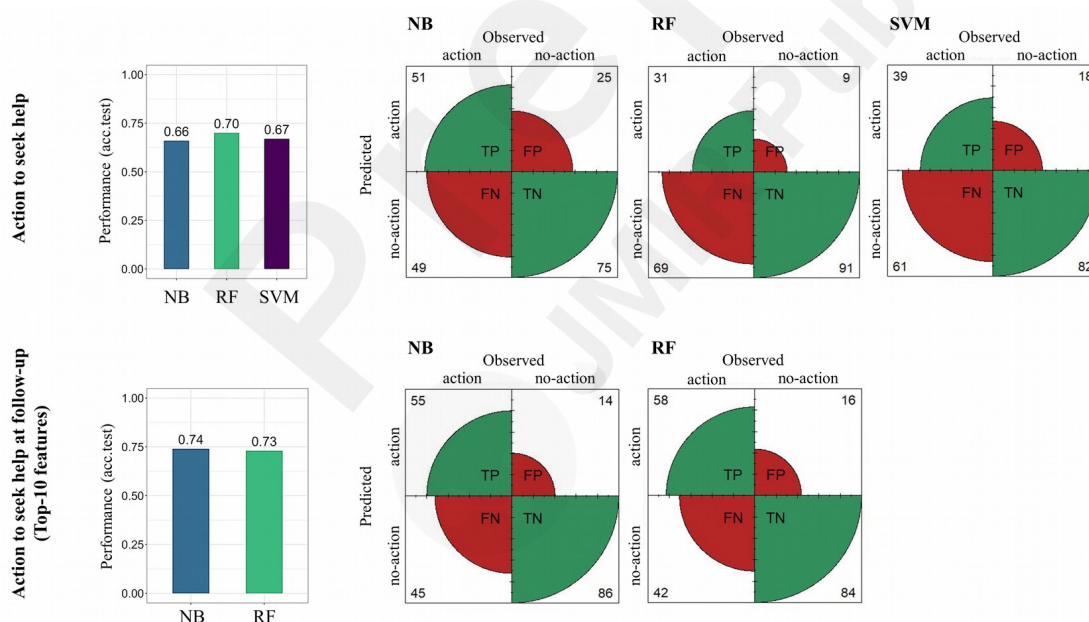 Action to seek help
Performance (acc.test)
1.00
0.75
0.50
0.25
0.00
0.66
0.70
0.67
NB RF SVM
NB
Observed
action no-action
Predicted
action
no-action
51 25
TP FP
FN TN
49 75
RF
Observed
action no-action
action
no-action
31 9
TP FP
FN TN
69 91
SVM
Observed
action no-action
action
no-action
39 18
TP FP
FN TN
61 82
Action to seek help at follow-up
(Top-10 features)
Performance (acc.test)
1.00
0.75
0.50
0.25
0.00
0.74
0.73
NB RF
NB
Observed
action no-action
Predicted
action
no-action
55 14
TP FP
FN TN
45 86
RF
Observed
action no-action
action
no-action
58 16
TP FP
FN TN
42 84